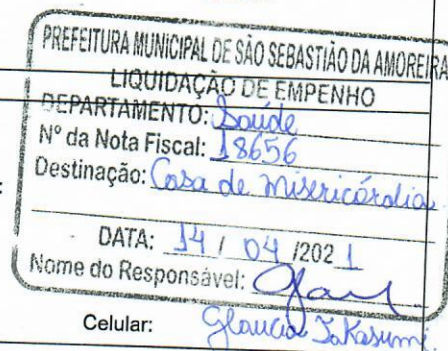 PREFEITURA MUNICIPAL DE SÃO SEBASTIÃO DA AMOREIRA
LIQUIDAÇÃO DE EMPENHO
DEPARTAMENTO: Saúde
Nº da Nota Fiscal: 18656
Destinação: Casa de Misericórdia
DATA: 14 / 04 /2021
Nome do Responsável:
Celular: Glaucia Takasumi